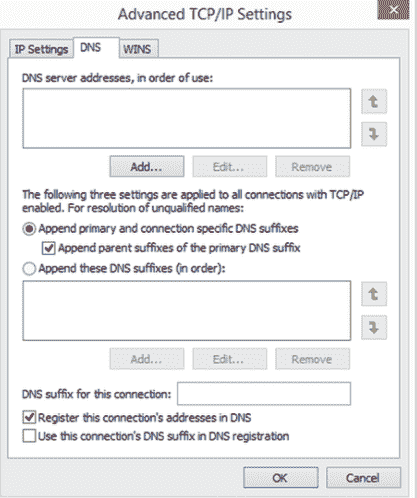 Advanced TCP/IP Settings
IP Settings DNS WINS
DNS server addresses, in order of use:
Add... Edit... Remove
The following three settings are applied to all connections with TCP/IP
enabled. For resolution of unqualified names:
Append primary and connection specific DNS suffixes
Append parent suffixes of the primary DNS suffix
Append these DNS suffixes (in order):
Add... Edit... Remove
DNS suffix for this connection:
Register this connection's addresses in DNS
Use this connection's DNS suffix in DNS registration
OK Cancel